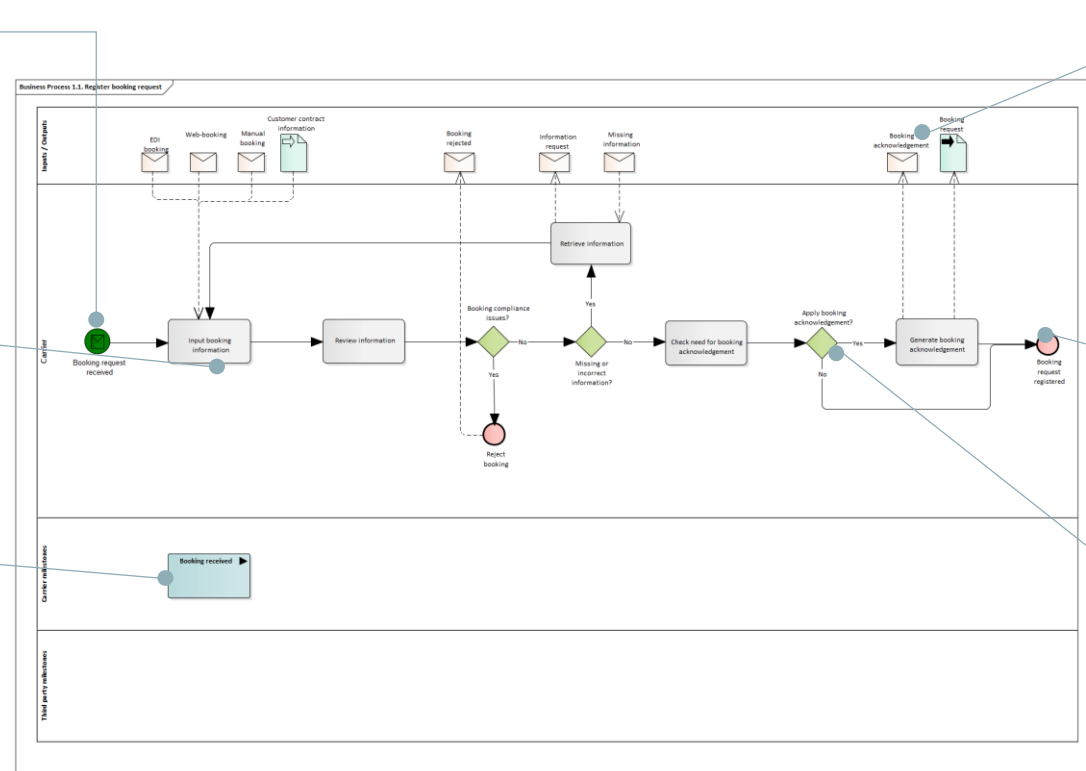 Business Process 1.1. Register booking request
Inputs / Outputs
EDI
booking
Web-booking
Manual
booking
Customer contract
information
Booking
rejected
Information
request
Missing
information
Booking
acknowledgement
Booking
request
Carrier
Booking request
received
Input booking
information
Review information
Booking compliance
issues?
No
Yes
Reject
booking
Retrieve information
Yes
Missing or
incorrect
information?
No
Check need for booking
acknowledgement
Apply booking
acknowledgement?
Yes
No
Generate booking
acknowledgement
Booking
request
registered
Carrier milestones
Booking received
Third party milestones